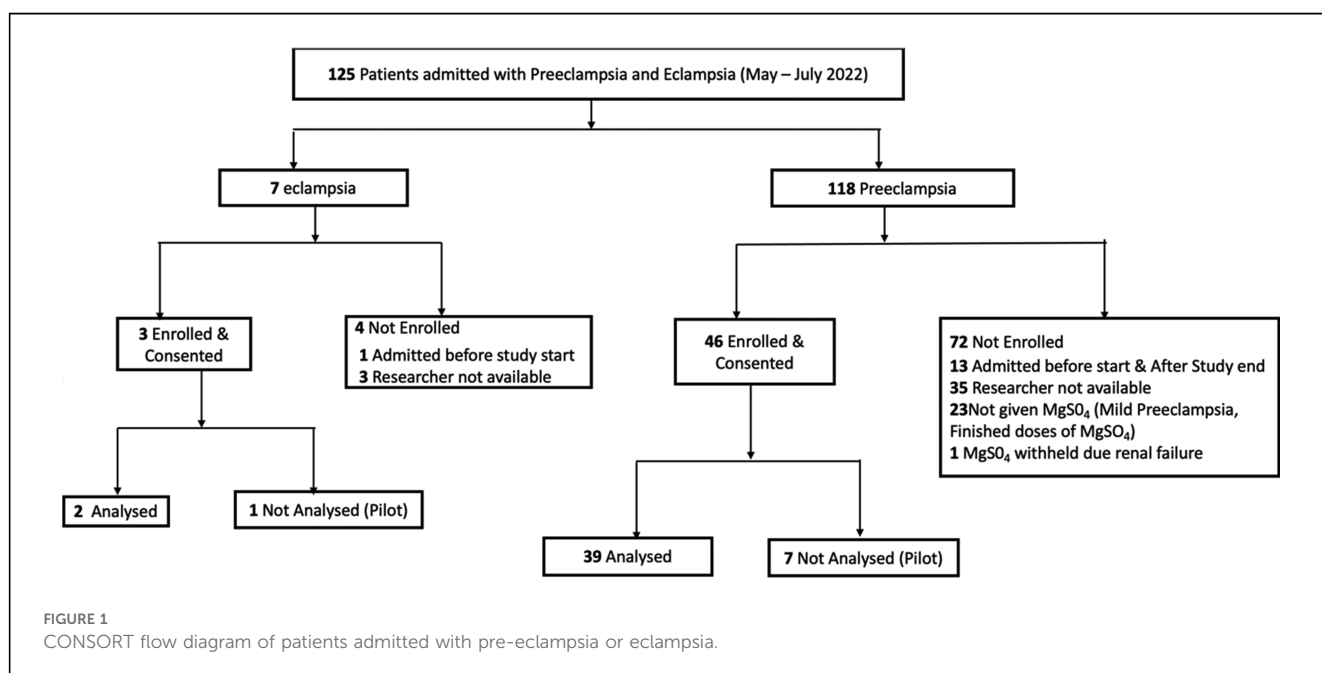 125 Patients admitted with Preeclampsia and Eclampsia (May – July 2022)
7 eclampsia
118 Preeclampsia
3 Enrolled &
Consented
4 Not Enrolled
1 Admitted before study start
3 Researcher not available
46 Enrolled &
Consented
72 Not Enrolled
13 Admitted before start & After Study end
35 Researcher not available
23Not given MgS0₄ (Mild Preeclampsia,
Finished doses of MgSO₄)
1 MgS0₄ withheld due renal failure
2 Analysed
1 Not Analysed (Pilot)
39 Analysed
7 Not Analysed (Pilot)
FIGURE 1
CONSORT flow diagram of patients admitted with pre-eclampsia or eclampsia.